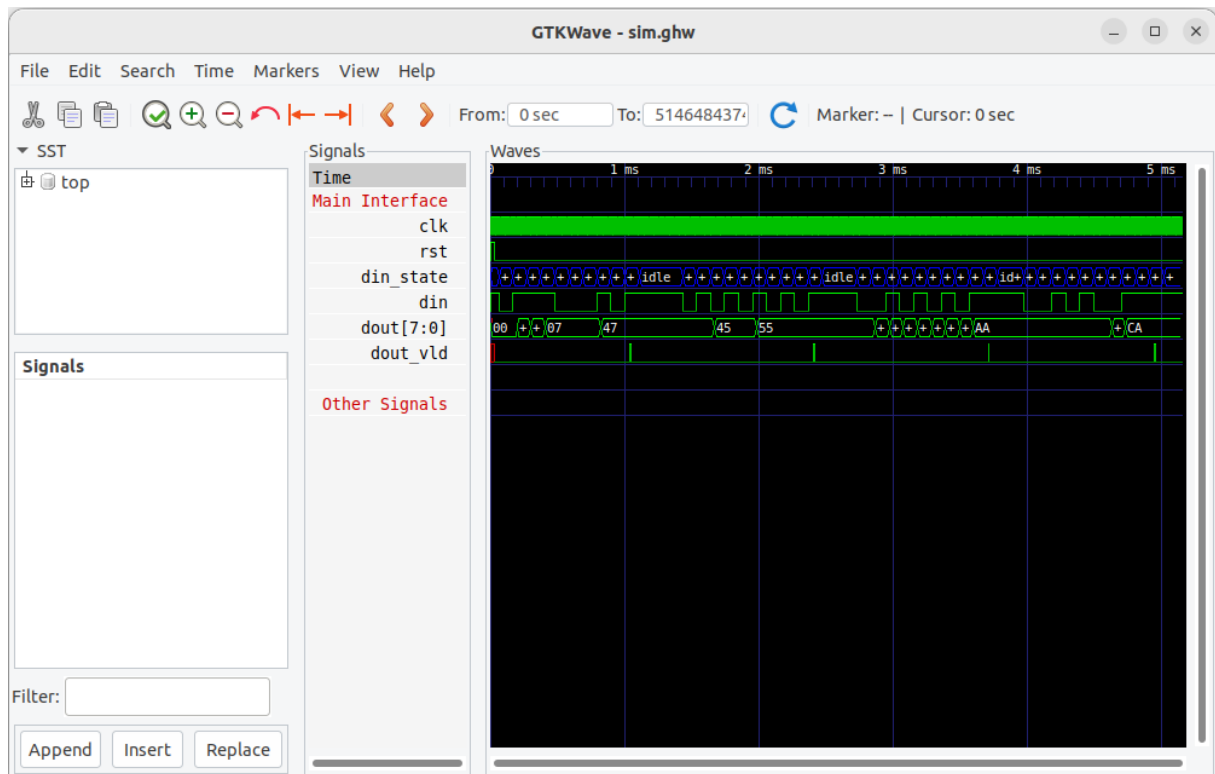 GTKWave - sim.ghw
File Edit Search Time Markers View Help
From: 0 sec To: 514648437 Marker: -- | Cursor: 0 sec
SST
top
Signals
Filter:
Append Insert Replace
Signals
Time
Main Interface
clk
rst
din_state
din
dout[7:0]
dout_vld
Other Signals
Waves
1 ms 2 ms 3 ms 4 ms 5 ms
+ + + + + + + + + + idle + + + + + + + + + + idle + + + + + + + + + + id+ + + + + + + + + + + +
00 + + 07 47 45 55 + + + + + + + AA + CA